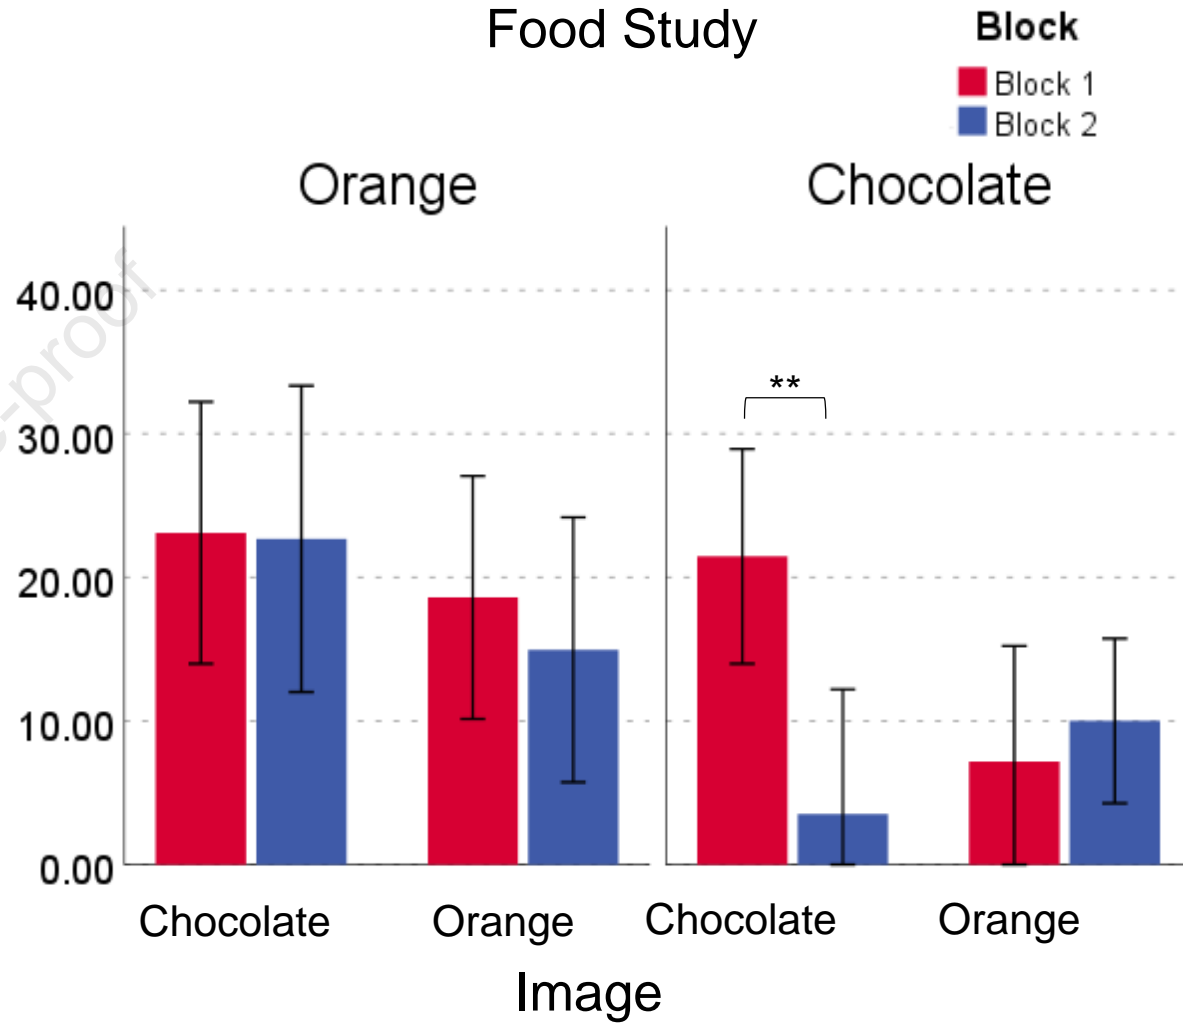 Food Study
Block
Block 1
Block 2
Orange
Chocolate
40.00
30.00
20.00
10.00
0.00
**
-proof
Chocolate
Orange
Chocolate
Orange
Image